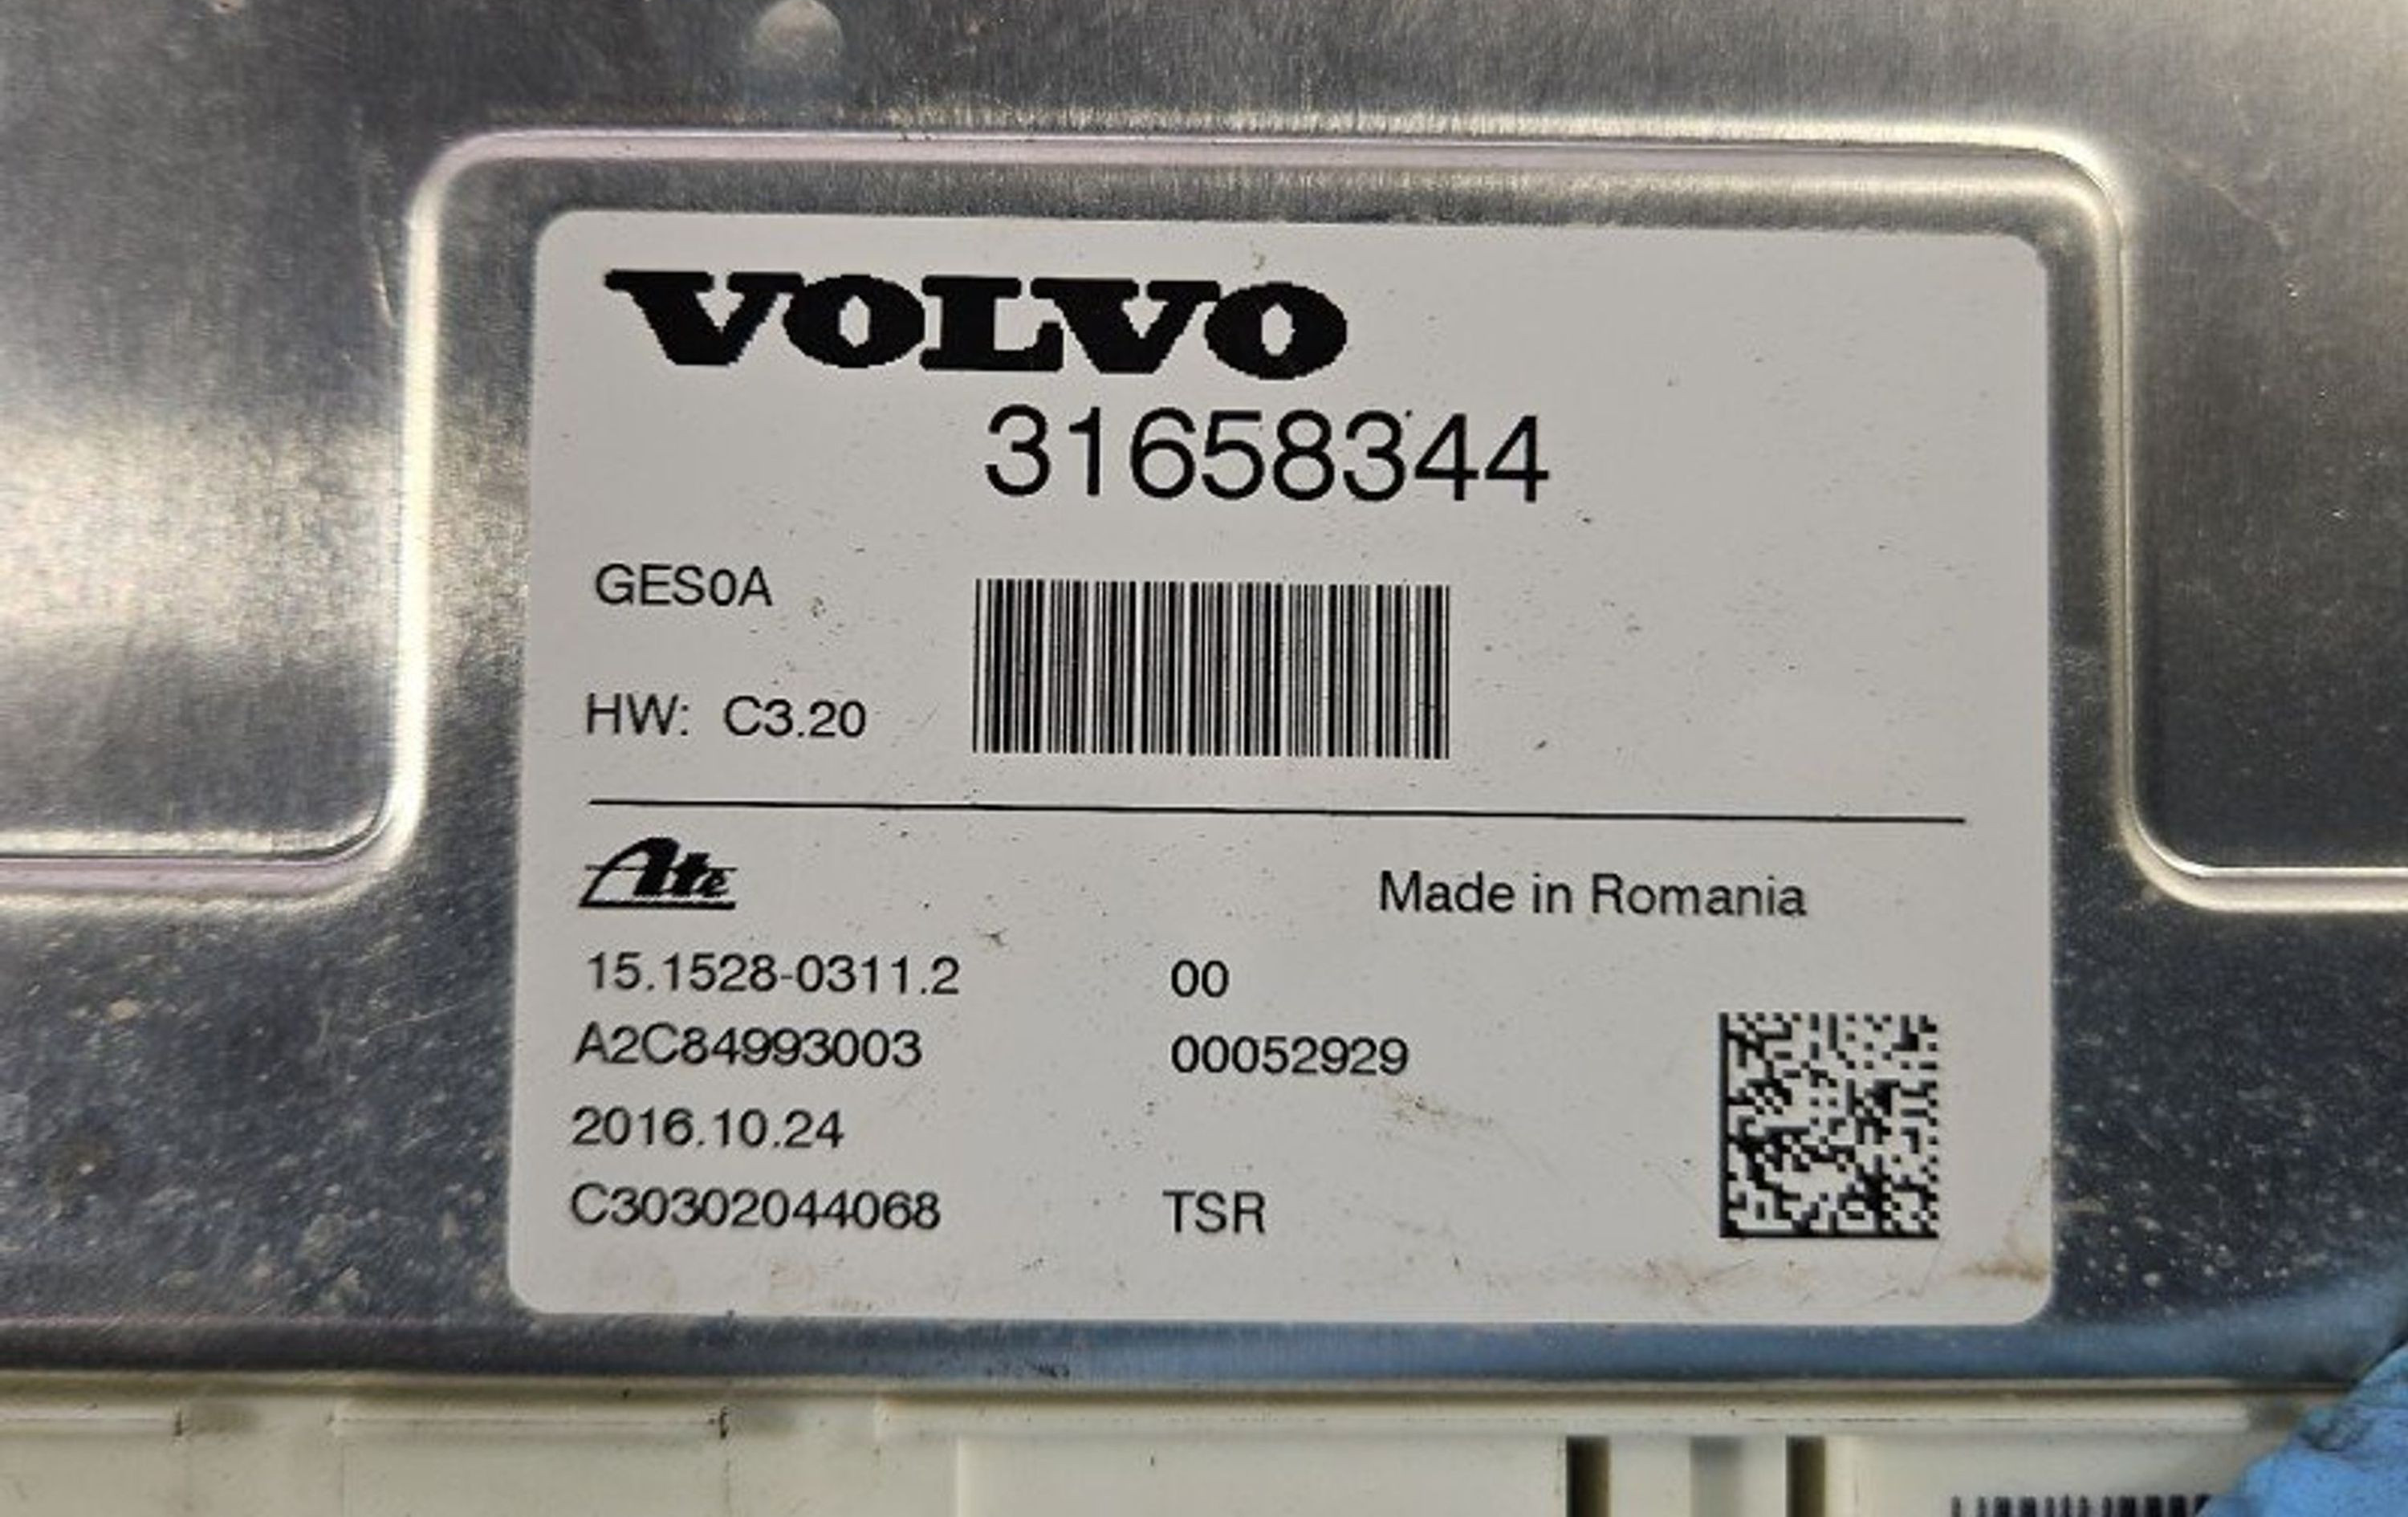 VOLVO
31658344
GES0A
HW: C3.20
Ate
Made in Romania
15.1528-0311.2 00
A2C84993003 00052929
2016.10.24
C30302044068 TSR